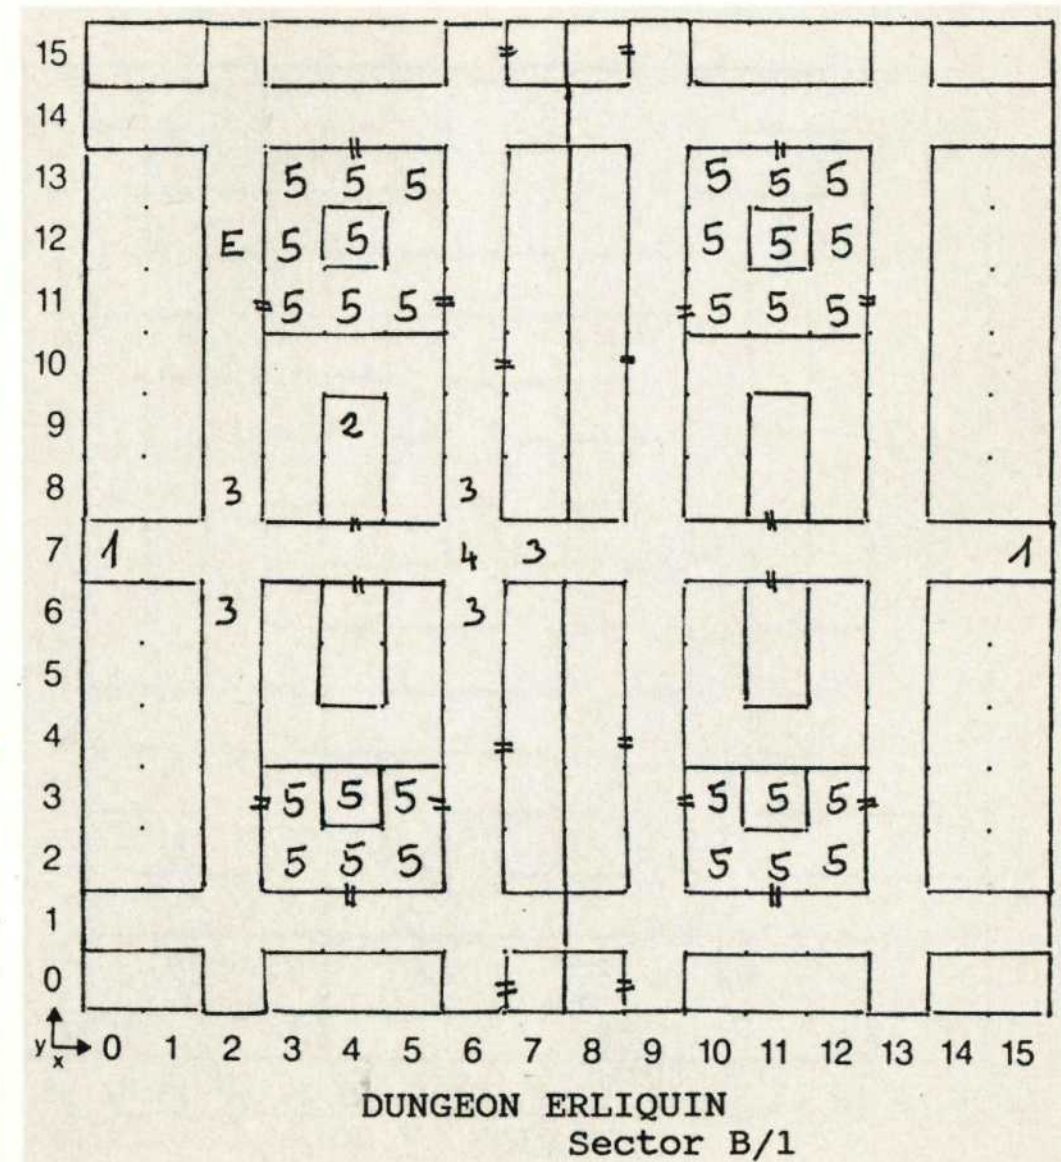 15
14
13 5 5 5 5 5 5
12 E 5 5 5 5 5
11 5 5 5 5 5 5
10
9 2
8 3 3
7 1 4 3 1
6 3 3
5
4
3 5 5 5 5 5 5
2 5 5 5 5 5 5
1
0
y x 0 1 2 3 4 5 6 7 8 9 10 11 12 13 14 15
DUNGEON ERLIQUIN
Sector B/1